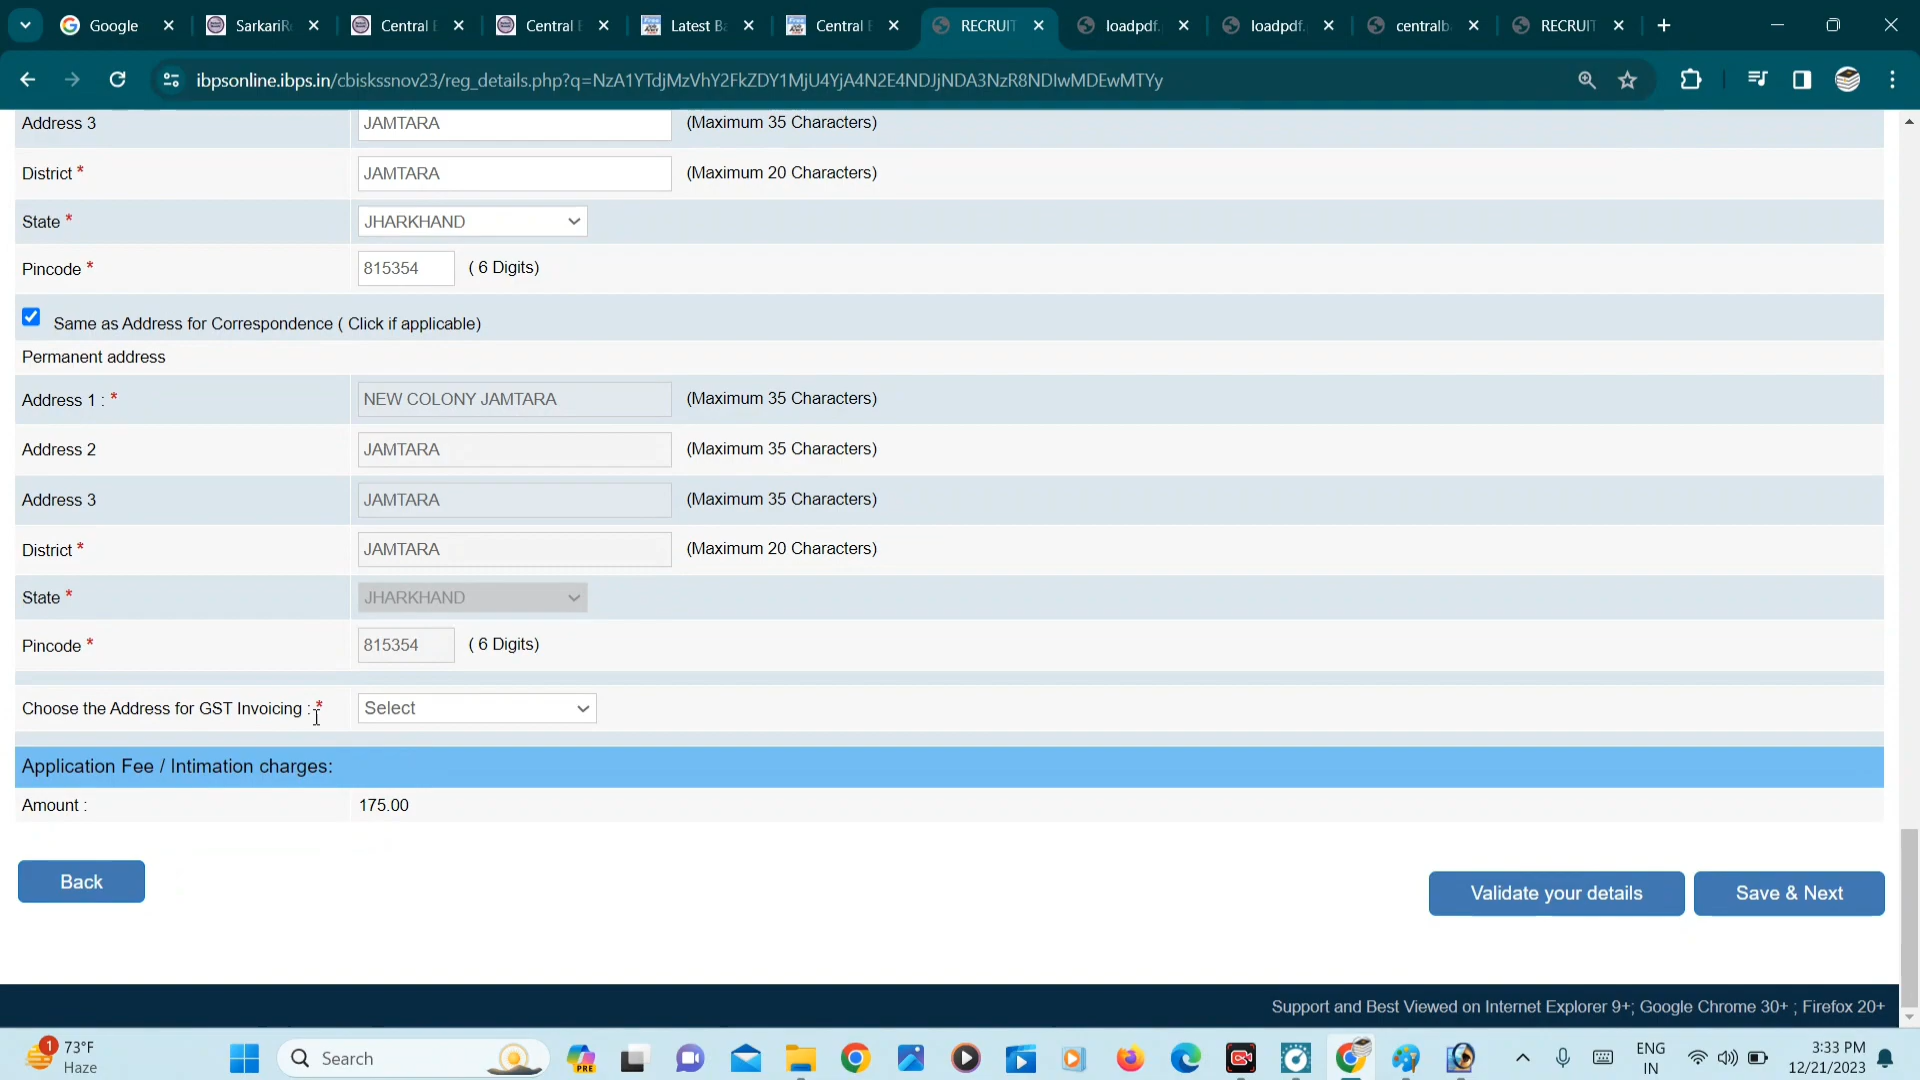 Google
SarkariR
Central E
Central E
Latest Ba
Central E
RECRUIT
loadpdf.
loadpdf.
centralb
RECRUIT
ibpsonline.ibps.in/cbiskssnov23/reg_details.php?q=NzA1YTdjMzVhY2FkZDY1MjU4YjA4N2E4NDJjNDA3NzR8NDIwMDEwMTYy
Address 3 JAMTARA (Maximum 35 Characters)
District * JAMTARA (Maximum 20 Characters)
State * JHARKHAND
Pincode * 815354 ( 6 Digits)
Same as Address for Correspondence ( Click if applicable)
Permanent address
Address 1 : * NEW COLONY JAMTARA (Maximum 35 Characters)
Address 2 JAMTARA (Maximum 35 Characters)
Address 3 JAMTARA (Maximum 35 Characters)
District * JAMTARA (Maximum 20 Characters)
State * JHARKHAND
Pincode * 815354 ( 6 Digits)
Choose the Address for GST Invoicing : * Select
Application Fee / Intimation charges:
Amount : 175.00
Back
Validate your details
Save & Next
Support and Best Viewed on Internet Explorer 9+; Google Chrome 30+ ; Firefox 20+
1
73°F
Haze
Search
PRE
ENG
IN
3:33 PM
12/21/2023